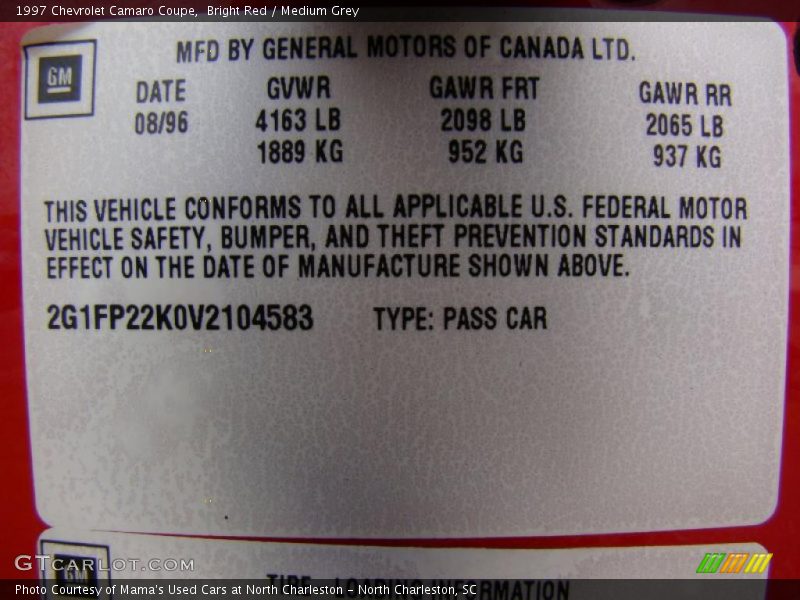 1997 Chevrolet Camaro Coupe, Bright Red / Medium Grey
GM
MFD BY GENERAL MOTORS OF CANADA LTD.
DATE GVWR GAWR FRT GAWR RR
08/96 4163 LB 2098 LB 2065 LB
1889 KG 952 KG 937 KG
THIS VEHICLE CONFORMS TO ALL APPLICABLE U.S. FEDERAL MOTOR
VEHICLE SAFETY, BUMPER, AND THEFT PREVENTION STANDARDS IN
EFFECT ON THE DATE OF MANUFACTURE SHOWN ABOVE.
2G1FP22K0V2104583 TYPE: PASS CAR
GTCARLOT.COM
GM
TIRE-LOADING INFORMATION
Photo Courtesy of Mama's Used Cars at North Charleston - North Charleston, SC